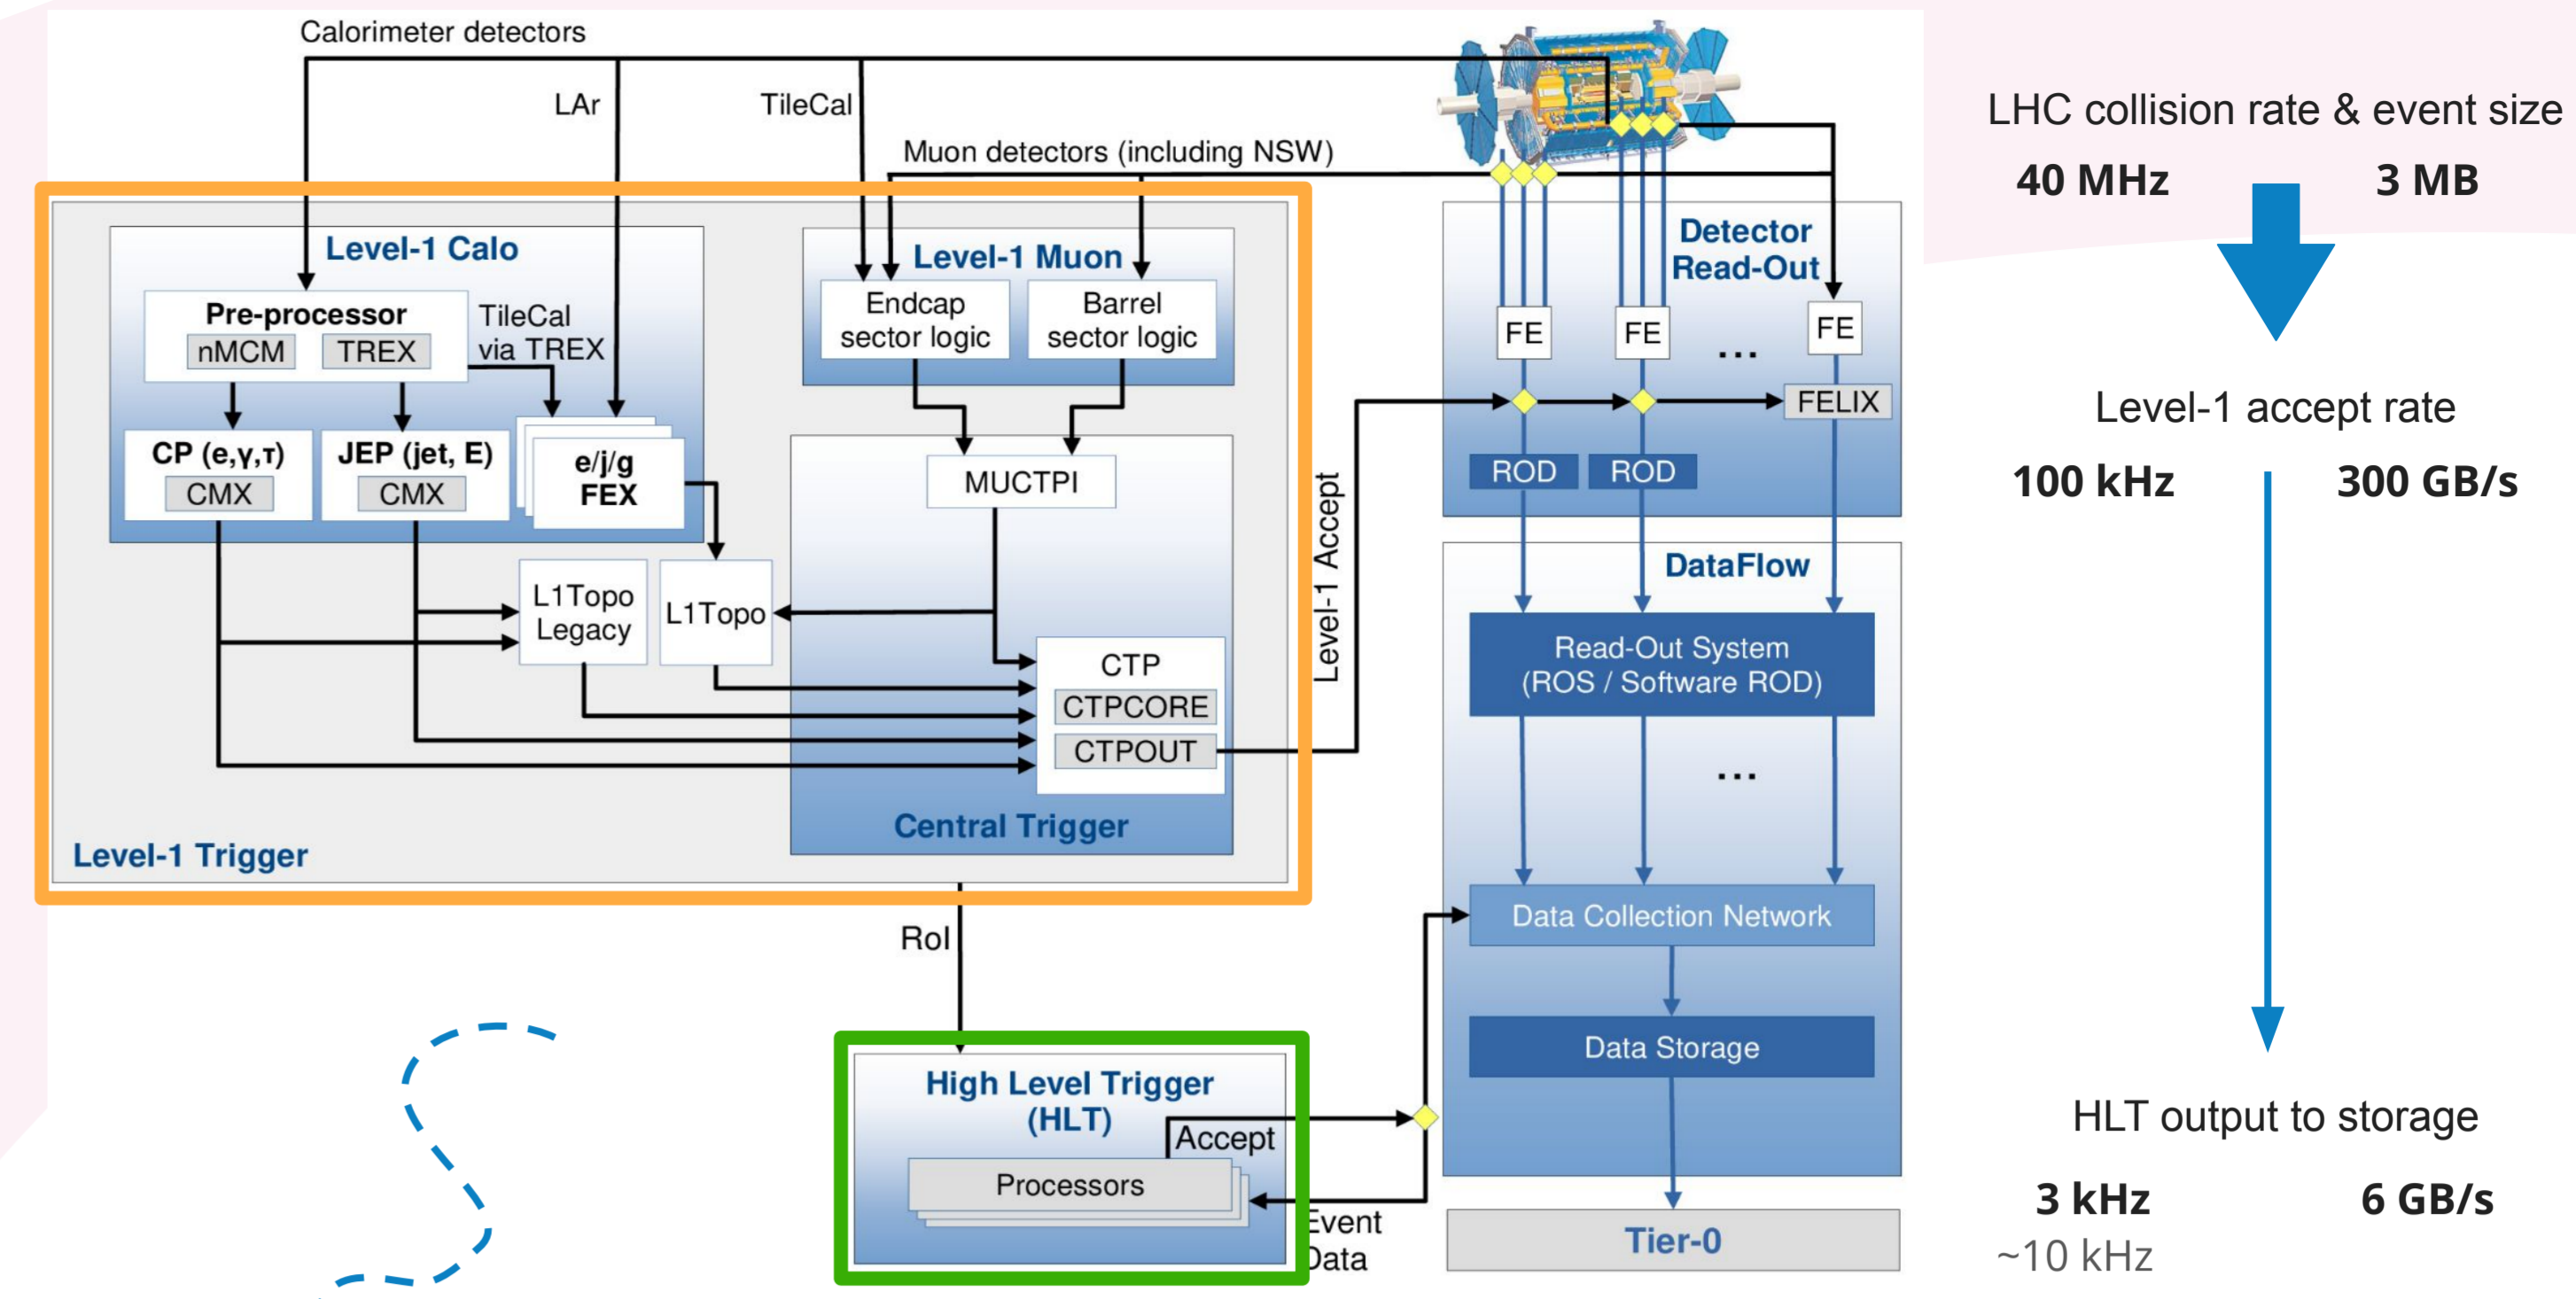 Calorimeter detectors
LAr
TileCal
Muon detectors (including NSW)
Level-1 Calo
Pre-processor
nMCM
TREX
TileCal
via TREX
CP (e,γ,τ)
CMX
JEP (jet, E)
CMX
e/j/g
FEX
Level-1 Muon
Endcap
sector logic
Barrel
sector logic
MUCTPI
L1Topo
Legacy
L1Topo
CTP
CTPCORE
CTPOUT
Central Trigger
Level-1 Trigger
Level-1 Accept
RoI
High Level Trigger
(HLT)
Accept
Processors
Event
Data
Detector
Read-Out
FE
FE
...
FE
FELIX
ROD
ROD
DataFlow
Read-Out System
(ROS / Software ROD)
...
Data Collection Network
Data Storage
Tier-0
LHC collision rate & event size
40 MHz
3 MB
Level-1 accept rate
100 kHz
300 GB/s
HLT output to storage
3 kHz
6 GB/s
~10 kHz